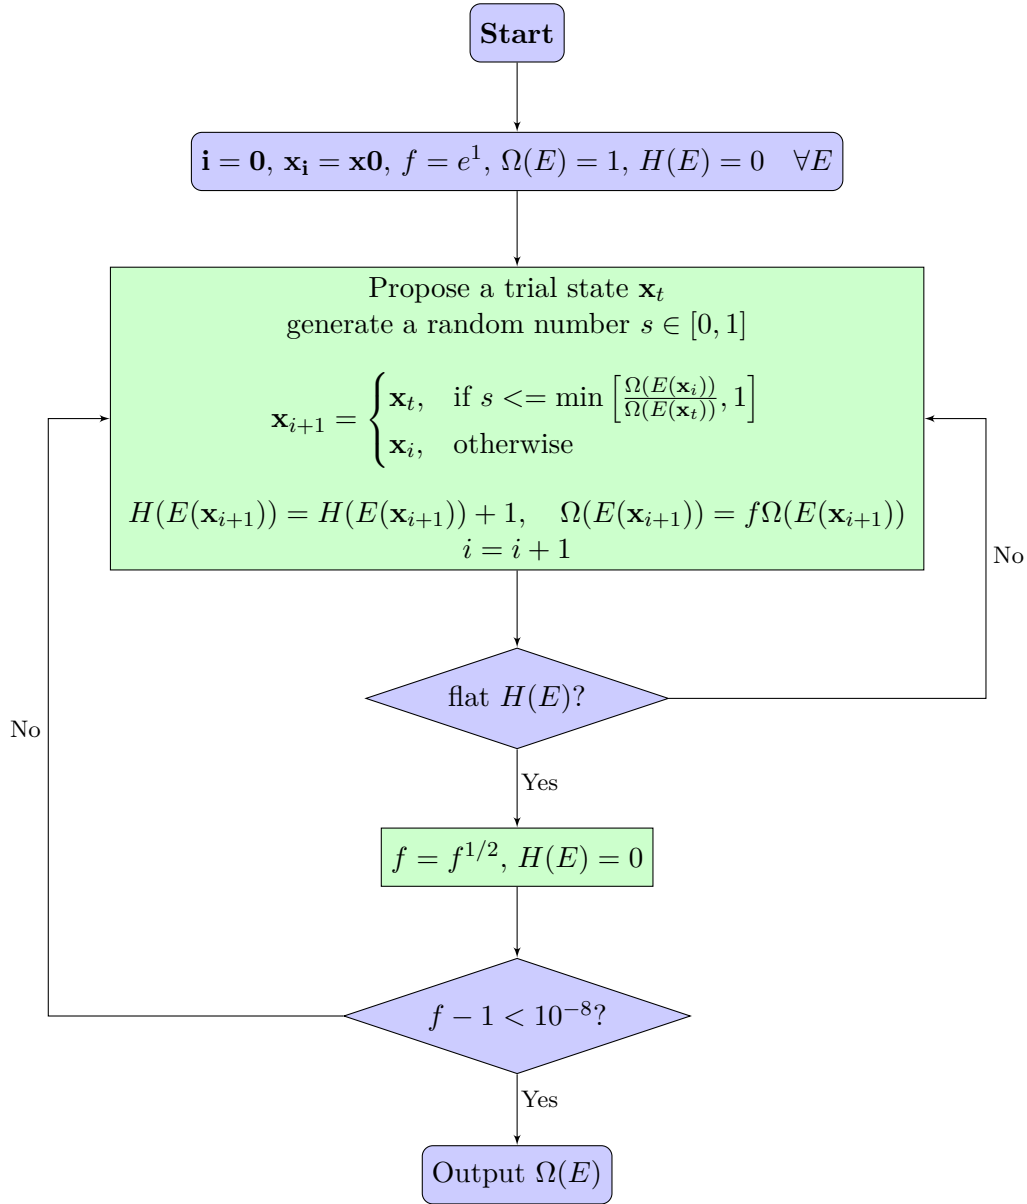 Start
i = 0, x_i = x0, f = e^1, Ω(E) = 1, H(E) = 0 ∀E
Propose a trial state x_t
generate a random number s ∈ [0, 1]
x_{i+1} = { x_t, if s <= min [ Ω(E(x_i)) / Ω(E(x_t)), 1 ]
x_i, otherwise
H(E(x_{i+1})) = H(E(x_{i+1})) + 1, Ω(E(x_{i+1})) = fΩ(E(x_{i+1}))
i = i + 1
No
flat H(E)?
No
Yes
f = f^{1/2}, H(E) = 0
f − 1 < 10^{−8}?
Yes
Output Ω(E)